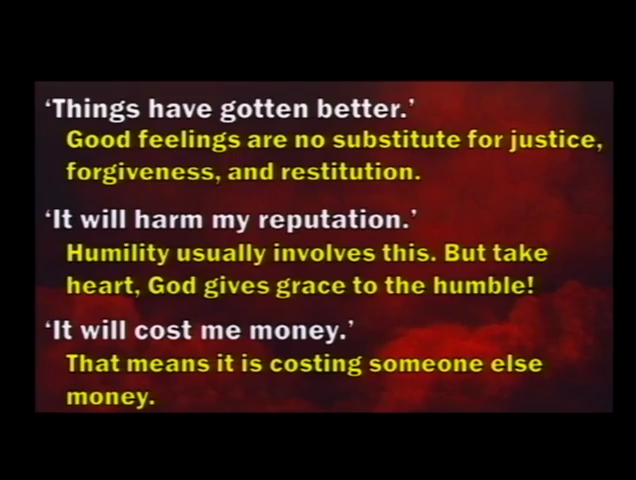 ‘Things have gotten better.’
Good feelings are no substitute for justice,
forgiveness, and restitution.
‘It will harm my reputation.’
Humility usually involves this. But take
heart, God gives grace to the humble!
‘It will cost me money.’
That means it is costing someone else
money.